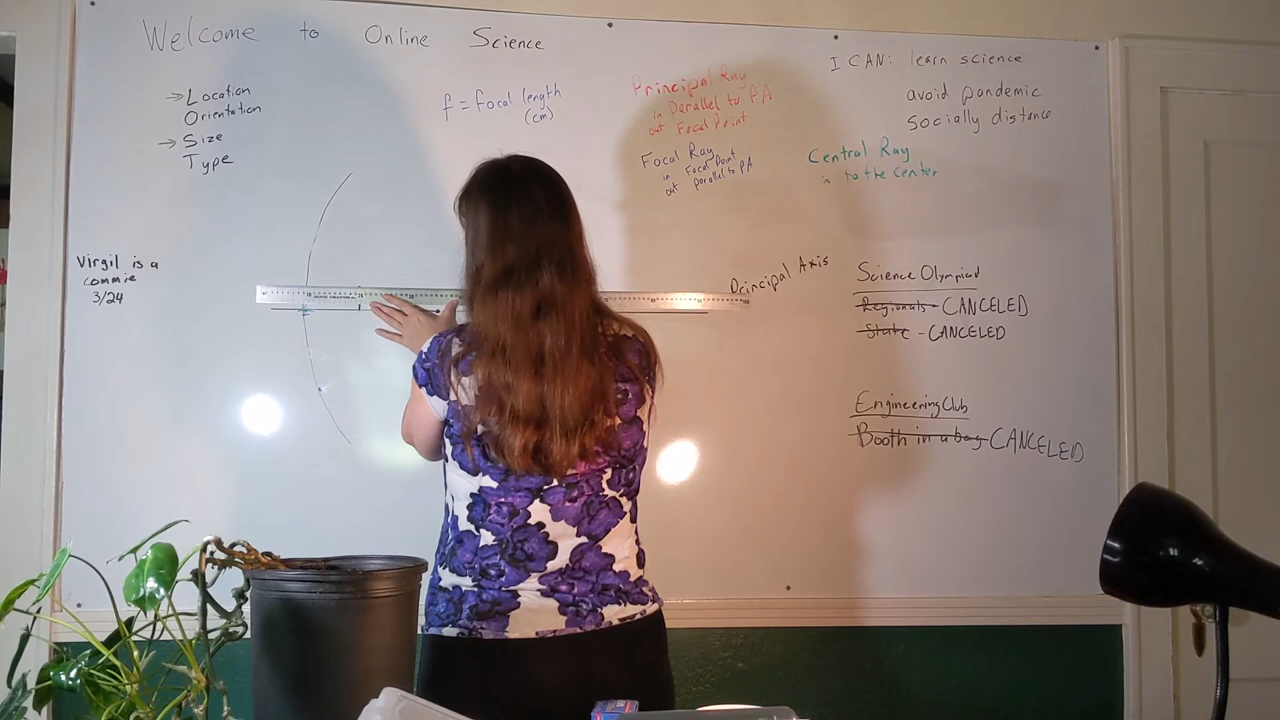 Welcome to Online Science
I CAN: learn science
avoid pandemic
socially distance
→ Location
Orientation
→ Size
Type
f = Focal length
(cm)
Principal Ray
in Parallel to PA
out Focal Point
Focal Ray
in Focal Point
out parallel to PA
Central Ray
in to the center
Virgil is a
commie
3/24
Principal Axis
Science Olympiad
Regionals - CANCELED
State - CANCELED
Engineering Club
Booth in a bag CANCELED